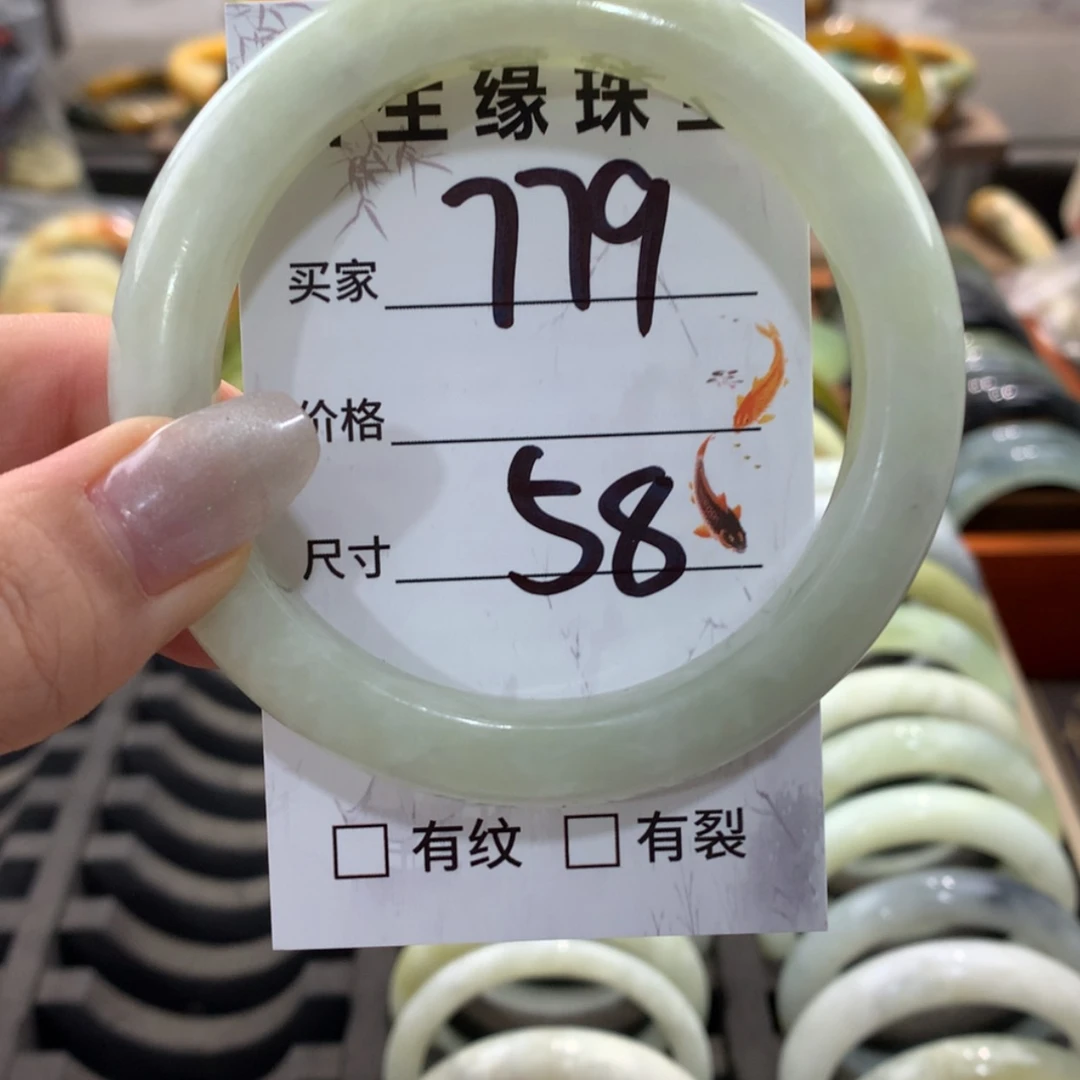 缘珠
买家 779
价格
尺寸 58
□ 有纹 □ 有裂